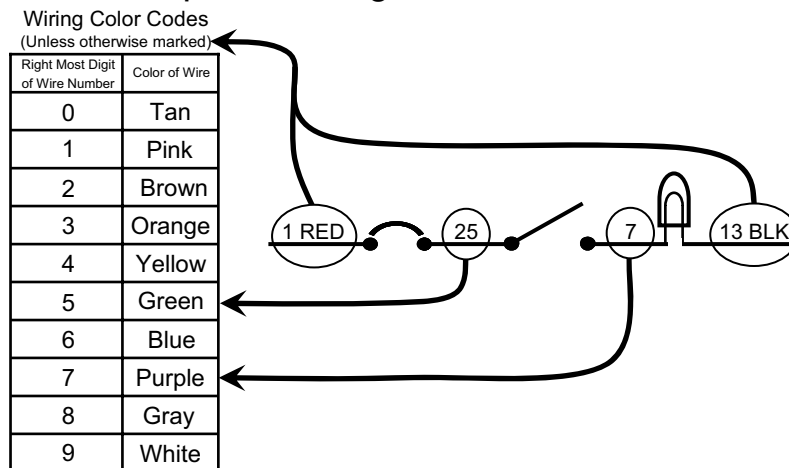 Wiring Color Codes
(Unless otherwise marked)
Right Most Digit of Wire Number Color of Wire
0 Tan
1 Pink
2 Brown
3 Orange
4 Yellow
5 Green
6 Blue
7 Purple
8 Gray
9 White
1 RED 25 7 13 BLK